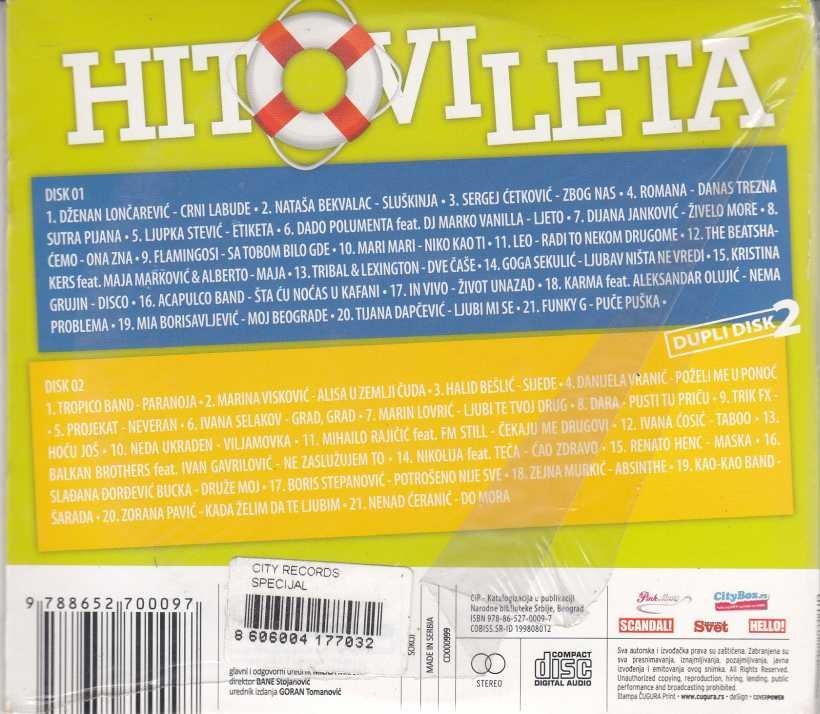 HITOVI LETA
DISK 01
1. DŽENAN LONČAREVIĆ - CRNI LABUDE • 2. NATAŠA BEKVALAC - SLUŠKINJA • 3. SERGEJ ĆETKOVIĆ - ZBOG NAS • 4. ROMANA - DANAS TREZNA
SUTRA PIJANA • 5. LJUPKA STEVIĆ - ETIKETA • 6. DADO POLUMENTA feat. DJ MARKO VANILLA - LJETO • 7. DIJANA JANKOVIĆ - ŽIVELO MORE • 8.
ĆEMO - ONA ZNA • 9. FLAMINGOSI - SA TOBOM BILO GDE • 10. MARI MARI - NIKO KAO TI • 11. LEO - RADI TO NEKOM DRUGOME • 12. THE BEATSHA-
KERS feat. MAJA MARKOVIĆ & ALBERTO - MAJA • 13. TRIBAL & LEXINGTON - DVE ČAŠE • 14. GOGA SEKULIĆ - LJUBAV NIŠTA NE VREDI • 15. KRISTINA
GRUJIN - DISCO • 16. ACAPULCO BAND - ŠTA ĆU NOĆAS U KAFANI • 17. IN VIVO - ŽIVOT UNAZAD • 18. KARMA feat. ALEKSANDAR OLUJIĆ - NEMA
PROBLEMA • 19. MIA BORISAVLJEVIĆ - MOJ BEOGRADE • 20. TIJANA DAPČEVIĆ - LJUBI MI SE • 21. FUNKY G - PUČE PUŠKA •
DUPLI DISK 2
DISK 02
1. TROPICO BAND - PARANOJA • 2. MARINA VISKOVIĆ - ALISA U ZEMLJI ČUDA • 3. HALID BEŠLIĆ - SIJEDE • 4. DANIJELA VRANIĆ - POŽELI ME U PONOĆ
• 5. PROJEKAT - NEVERAN • 6. IVANA SELAKOV - GRAD, GRAD • 7. MARIN LOVRIĆ - LJUBI TE TVOJ DRUG • 8. DARA - PUSTI TU PRIČU • 9. TRIK FX -
HOĆU JOŠ • 10. NEDA UKRADEN - VILJAMOVKA • 11. MIHAILO RAJIČIĆ feat. FM STILL - ČEKAJU ME DRUGOVI • 12. IVANA ĆOSIĆ - TABOO • 13.
BALKAN BROTHERS feat. IVAN GAVRILOVIĆ - NE ZASLUŽUJEM TO • 14. NIKOLIJA feat. TEČA - ĆAO ZDRAVO • 15. RENATO HENC - MASKA • 16.
SLAĐANA ĐORĐEVIĆ BUCKA - DRUŽE MOJ • 17. BORIS STEPANOVIĆ - POTROŠENO NIJE SVE • 18. ZEJNA MURKIĆ - ABSINTHE • 19. KAO-KAO BAND -
ŠARADA • 20. ZORANA PAVIĆ - KADA ŽELIM DA TE LJUBIM • 21. NENAD ĆERANIĆ - DO MORA
9 788652 700097
CITY RECORDS
SPECIJAL
8 606004 177032
glavni i odgovorni urednik
direktor BANE Stojanović
urednik izdanja GORAN Tomanović
SOKOJ
MADE IN SERBIA
CD000999
CIP - Katalogizacija u publikaciji
Narodne biblioteke Srbije, Beograd
ISBN 978-86-527-0009-7
COBISS.SR-ID 199808012
STEREO
COMPACT
disc
DIGITAL AUDIO
Pink
CityBox.rs
SCANDAL!
Svet
HELLO!
Sva autorska i izvođačka prava su zaštićena. Zabranjeno su
sva presnimavanja, iznajmljivanja, pozajmljivanja, javna
izvođenja i emitovanja ovog snimka. All Rights Reserved.
Unauthorized copying, reproduction, hiring, lending, public
performance and broadcasting prohibited.
Štampa ČUGURA Print • www.cugura.rs • deSign - COVERPOWER